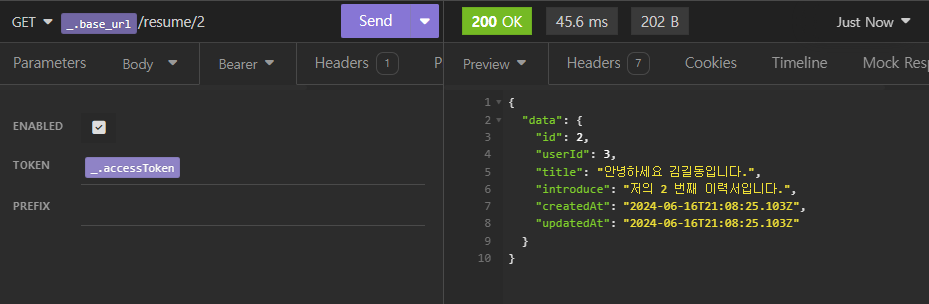 GET _.base_url/resume/2 Send 200 OK 45.6 ms 202 B Just Now
Parameters Body Bearer Headers 1 P Preview Headers 7 Cookies Timeline Mock Resp
ENABLED
TOKEN _.accessToken
PREFIX
1 {
2 "data": {
3 "id": 2,
4 "userId": 3,
5 "title": "안녕하세요 김길동입니다.",
6 "introduce": "저의 2 번째 이력서입니다.",
7 "createdAt": "2024-06-16T21:08:25.103Z",
8 "updatedAt": "2024-06-16T21:08:25.103Z"
9 }
10 }